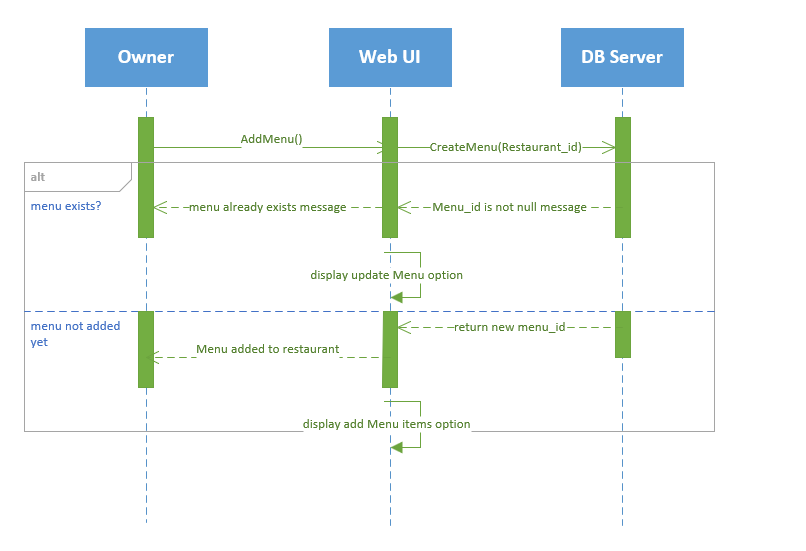 Owner
Web UI
DB Server
AddMenu()
CreateMenu(Restaurant_id)
alt
menu exists?
menu already exists message
Menu_id is not null message
display update Menu option
menu not added
yet
return new menu_id
Menu added to restaurant
display add Menu items option